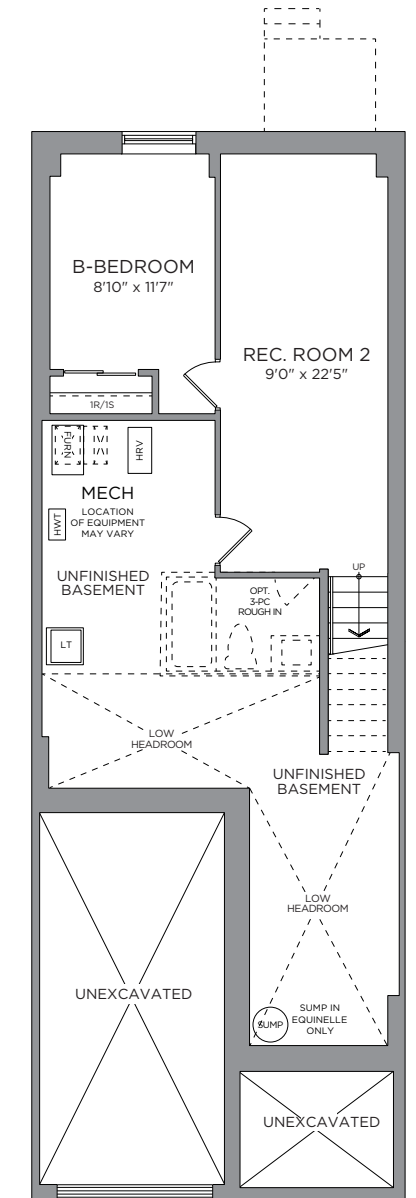 B-BEDROOM
8'10" x 11'7"
REC. ROOM 2
9'0" x 22'5"
1R/1S
FURN
HRV
MECH
LOCATION
OF EQUIPMENT
MAY VARY
HWT
UNFINISHED
BASEMENT
OPT.
3-PC
ROUGH IN
UP
LT
LOW
HEADROOM
UNFINISHED
BASEMENT
LOW
HEADROOM
UNEXCAVATED
SUMP
SUMP IN
EQUINELLE
ONLY
UNEXCAVATED